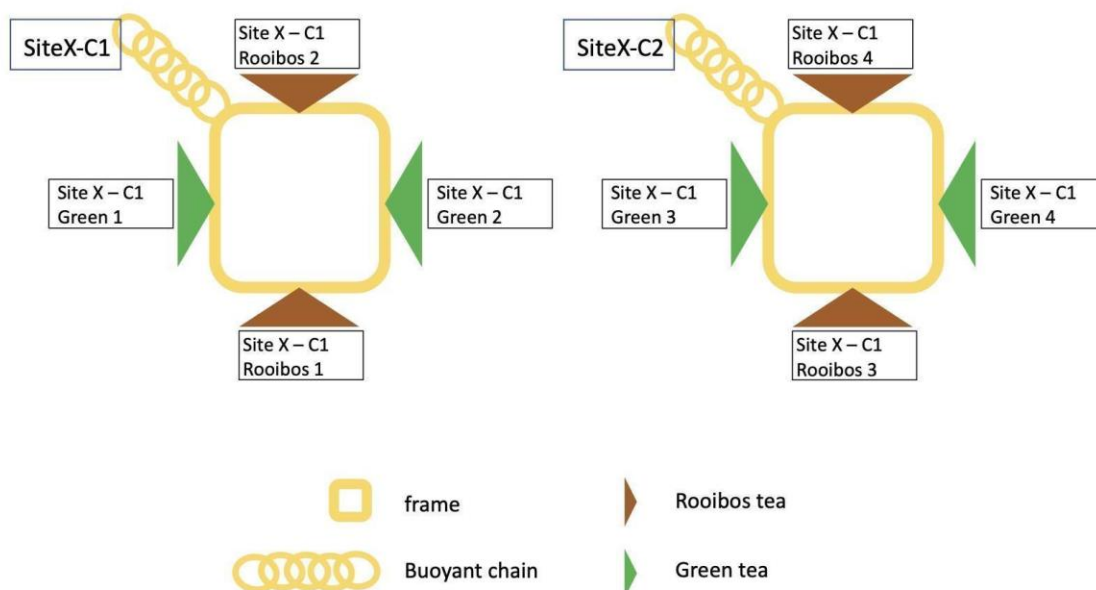 SiteX-C1
Site X – C1
Rooibos 2
Site X – C1
Green 1
Site X – C1
Green 2
Site X – C1
Rooibos 1
SiteX-C2
Site X – C1
Rooibos 4
Site X – C1
Green 3
Site X – C1
Green 4
Site X – C1
Rooibos 3
frame
Rooibos tea
Buoyant chain
Green tea